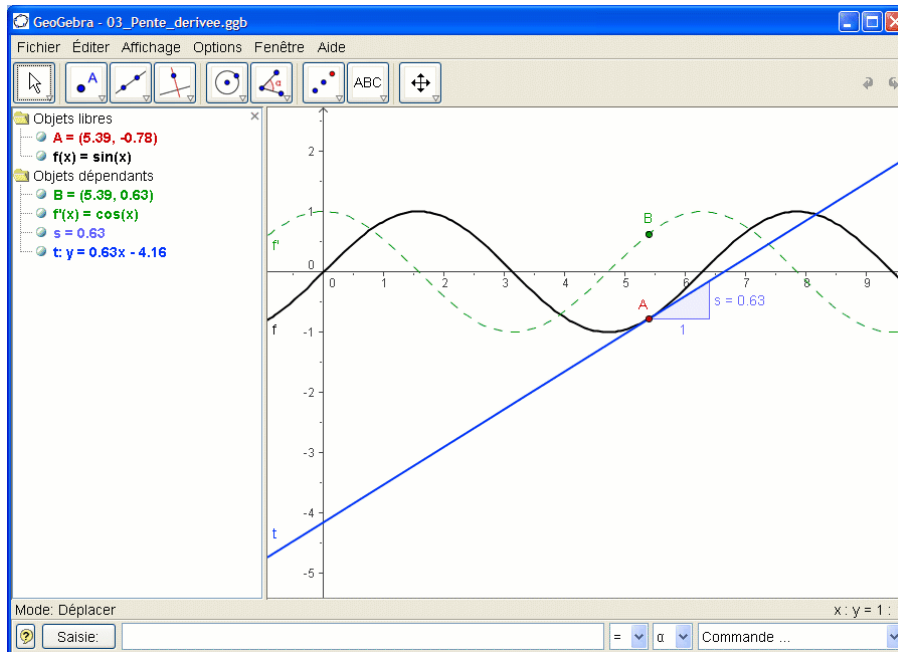 GeoGebra - 03_Pente_derivee.ggb
Fichier Éditer Affichage Options Fenêtre Aide
A
α
ABC
Objets libres
A = (5.39, -0.78)
f(x) = sin(x)
Objets dépendants
B = (5.39, 0.63)
f'(x) = cos(x)
s = 0.63
t: y = 0.63x - 4.16
2
1
B
f'
0
0 1 2 3 4 5 6 7 8 9
A
s = 0.63
f
-1
1
-2
-3
-4
t
-5
Mode: Déplacer
x : y = 1 :
Saisie:
=
α
Commande ...